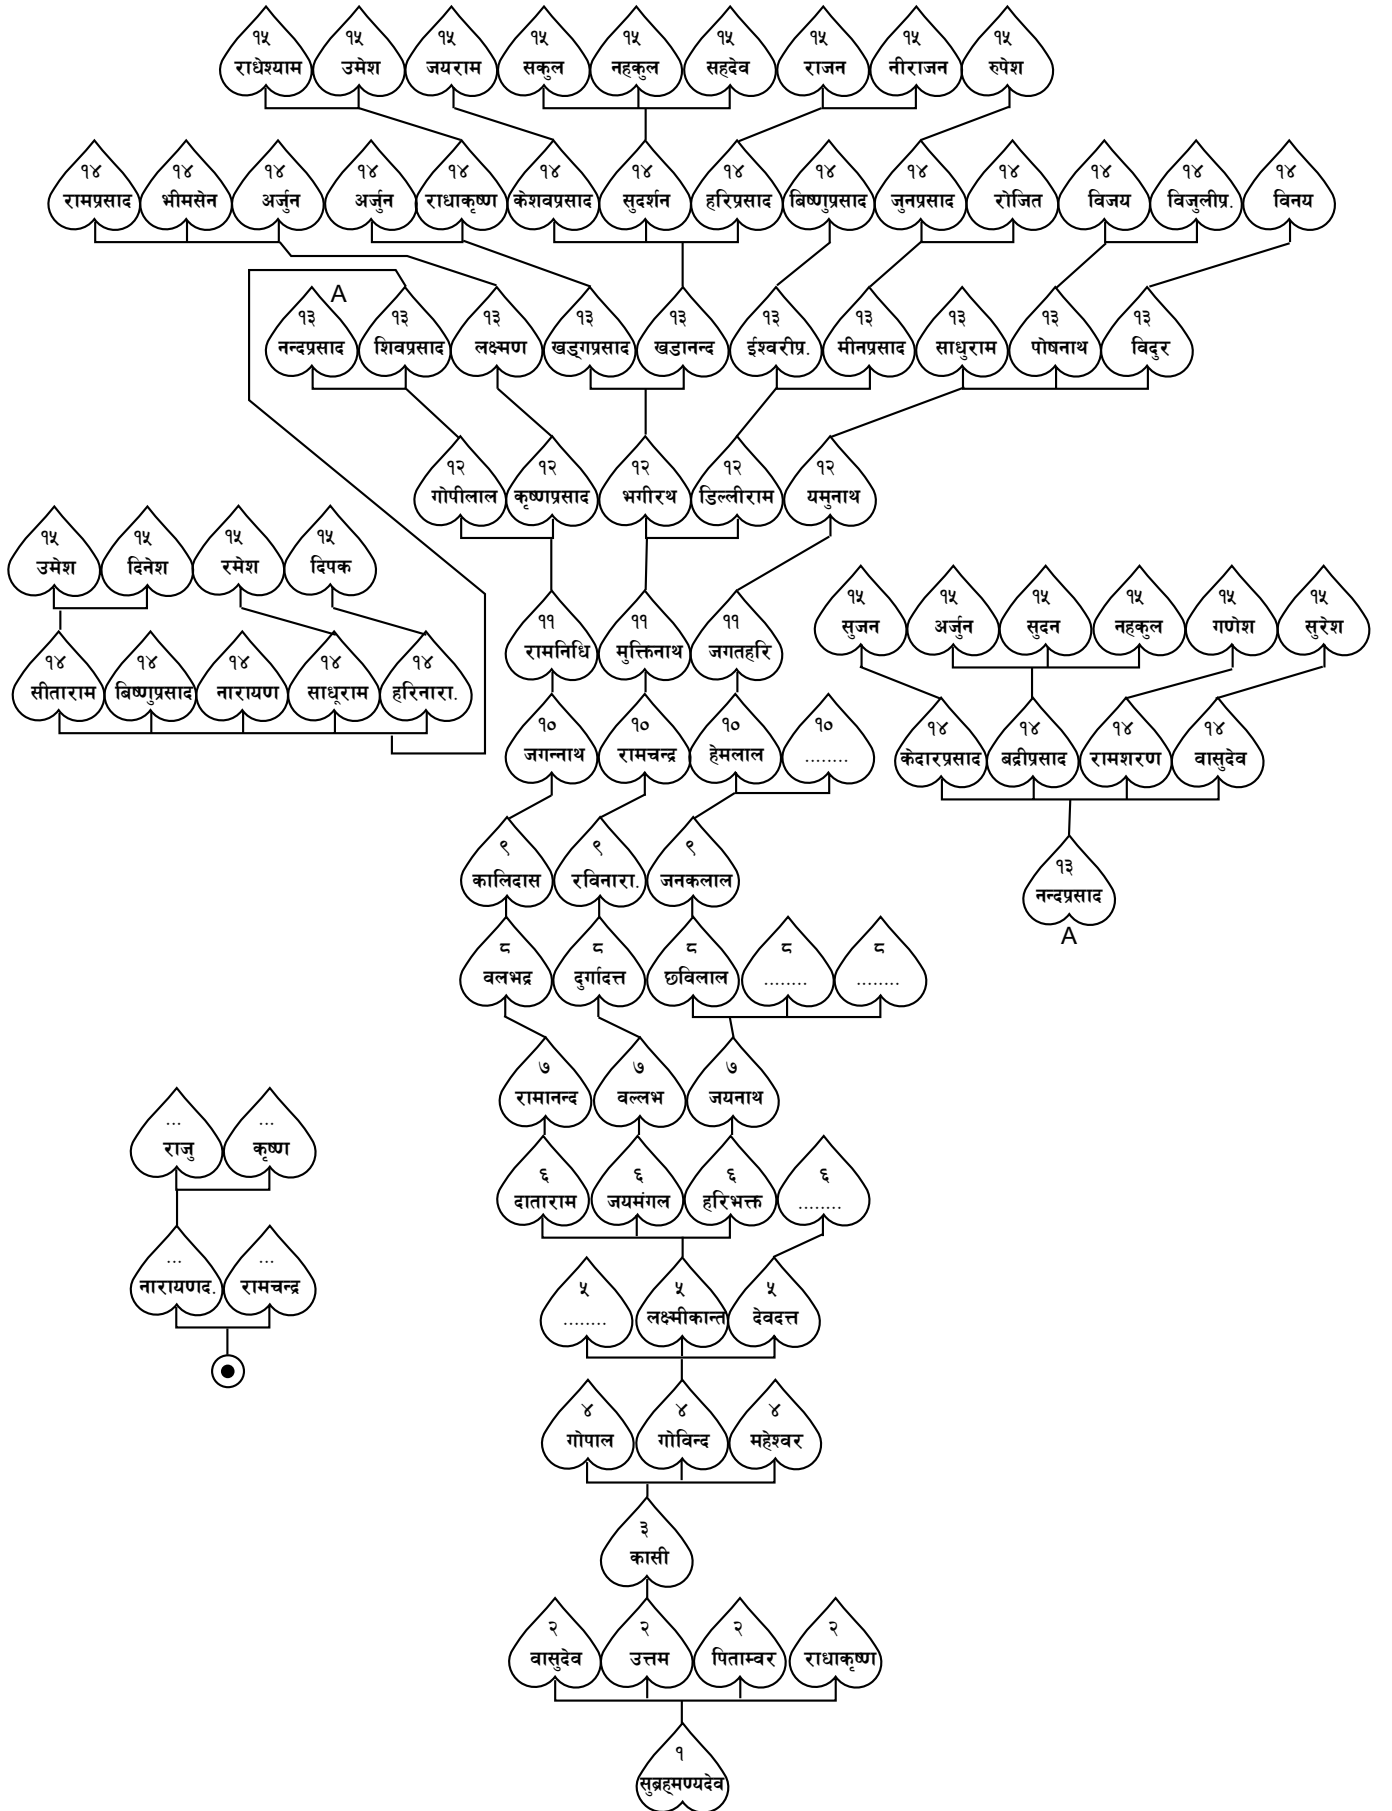 १५ १५ १५ १५ १५ १५ १५ १५ १५
राधेश्याम उमेश जयराम सकुल नहकुल सहदेव राजन नीराजन रुपेश
१४ १४ १४ १४ १४ १४ १४ १४ १४ १४ १४ १४ १४ १४
रामप्रसाद भीमसेन अर्जुन अर्जुन राधाकृष्ण केशवप्रसाद सुदर्शन हरिप्रसाद बिष्णुप्रसाद जुनप्रसाद रोजित विजय विजुलीप्र. विनय
A
१३ १३ १३ १३ १३ १३ १३ १३ १३ १३
नन्दप्रसाद शिवप्रसाद लक्ष्मण खड्गप्रसाद खडानन्द ईश्वरीप्र. मीनप्रसाद साधुराम पोषनाथ विदुर
१२ १२ १२ १२ १२
गोपीलाल कृष्णप्रसाद भगीरथ डिल्लीराम यमुनाथ
१५ १५ १५ १५
उमेश दिनेश रमेश दिपक
१५ १५ १५ १५ १५ १५
सुजन अर्जुन सुदन नहकुल गणेश सुरेश
११ ११ ११
रामनिधि मुक्तिनाथ जगतहरि
१४ १४ १४ १४ १४
सीताराम बिष्णुप्रसाद नारायण साधूराम हरिनारा.
१० १० १० १०
जगन्नाथ रामचन्द्र हेमलाल ........
१४ १४ १४ १४
केदारप्रसाद बद्रीप्रसाद रामशरण वासुदेव
९ ९ ९
कालिदास रविनारा. जनकलाल
१३
नन्दप्रसाद
A
८ ८ ८ ८ ८
वलभद्र दुर्गादत्त छविलाल ........ ........
७ ७ ७
रामानन्द वल्लभ जयनाथ
... ...
राजु कृष्ण
६ ६ ६ ६
दाताराम जयमंगल हरिभक्त ........
... ...
नारायणद. रामचन्द्र
५ ५ ५
........ लक्ष्मीकान्त देवदत्त
४ ४ ४
गोपाल गोविन्द महेश्वर
३
कासी
२ २ २ २
वासुदेव उत्तम पिताम्वर राधाकृष्ण
१
सुब्रह्मण्यदेव